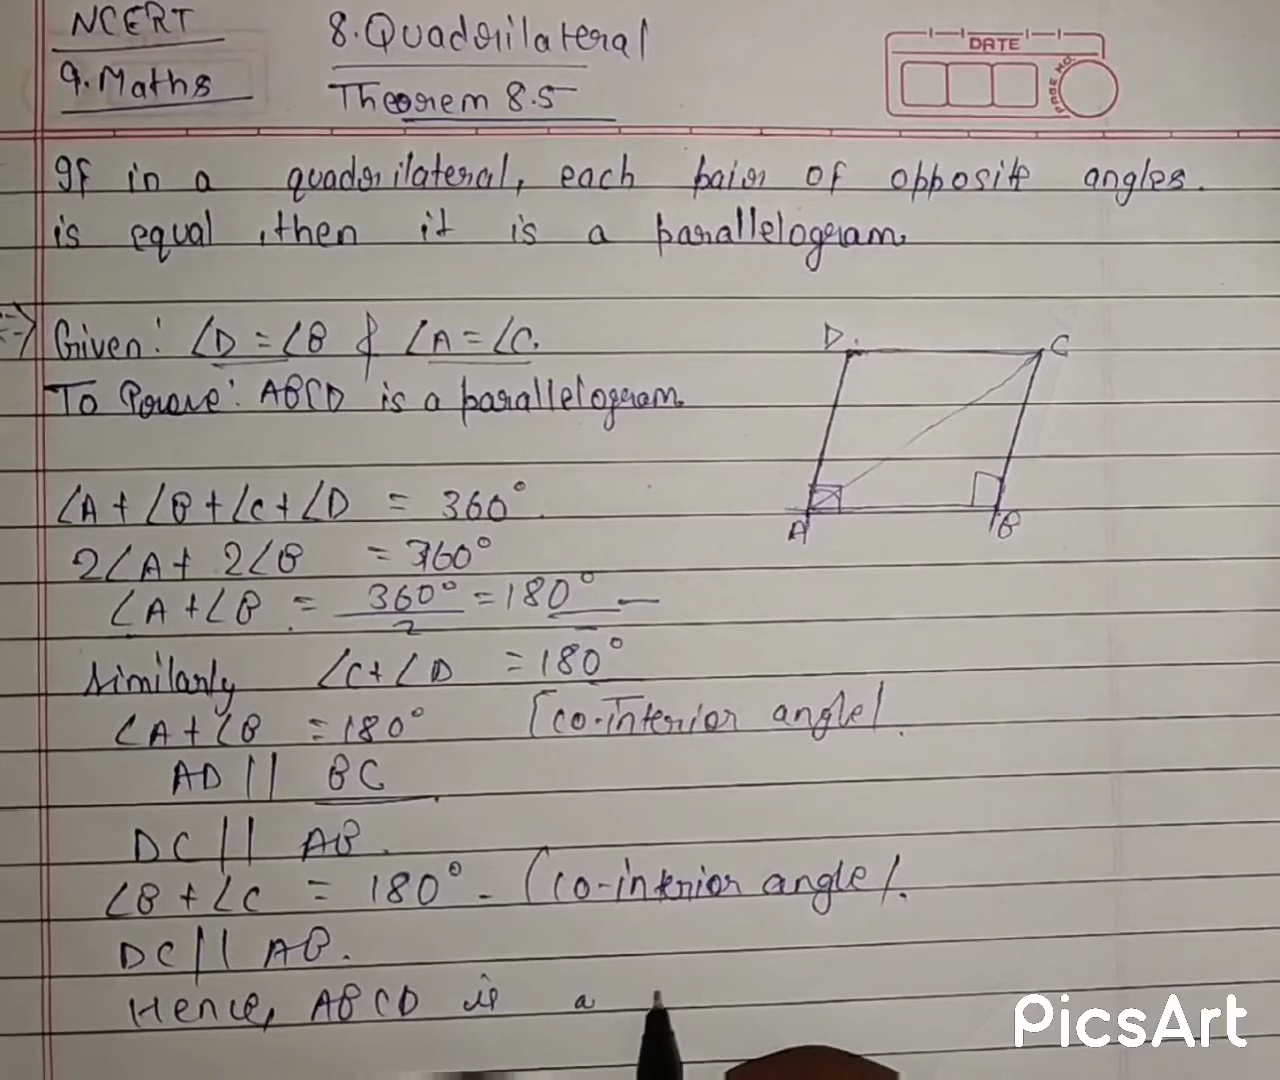 NCERT
9. Maths
8. Quadrilateral
Theorem 8.5
DATE
PAGE NO.
If in a quadrilateral, each pair of opposite angles.
is equal, then it is a parallelogram.
=> Given: ∠D = ∠B & ∠A = ∠C.
To Prove: ABCD is a parallelogram.
D
C
A
B
∠A + ∠B + ∠C + ∠D = 360°.
2∠A + 2∠B = 360°
∠A + ∠B = 360°/2 = 180°
Similarly ∠C + ∠D = 180°
∠A + ∠B = 180° [co-Interior angle].
AD || BC
DC || AB.
∠B + ∠C = 180° - (co-interior angle).
DC || AB.
Hence, ABCD is a
PicsArt